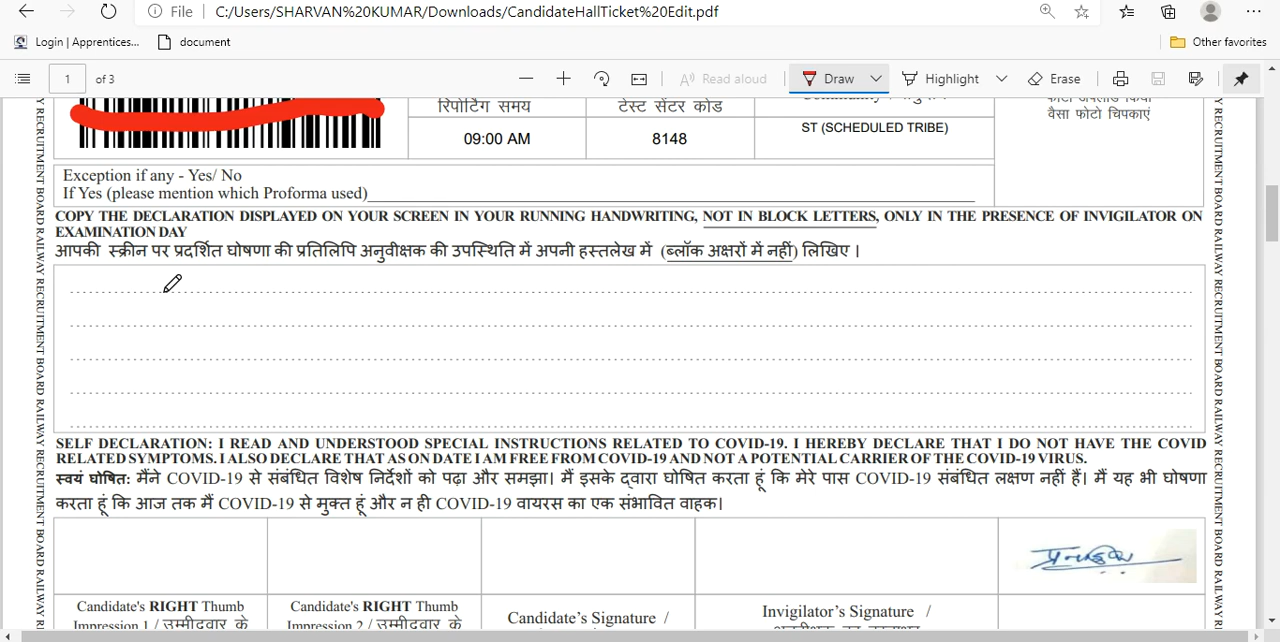 File C:/Users/SHARVAN%20KUMAR/Downloads/CandidateHallTicket%20Edit.pdf
Login | Apprentices... document Other favorites
1 of 3 Read aloud Draw Highlight Erase
रिपोर्टिंग समय टेस्ट सेंटर कोड
वैसा फोटो चिपकाएं
09:00 AM 8148 ST (SCHEDULED TRIBE)
Exception if any - Yes/ No
If Yes (please mention which Proforma used)
COPY THE DECLARATION DISPLAYED ON YOUR SCREEN IN YOUR RUNNING HANDWRITING, NOT IN BLOCK LETTERS, ONLY IN THE PRESENCE OF INVIGILATOR ON
EXAMINATION DAY
आपकी स्क्रीन पर प्रदर्शित घोषणा की प्रतिलिपि अनुवीक्षक की उपस्थिति में अपनी हस्तलेख में (ब्लॉक अक्षरों में नहीं) लिखिए ।
SELF DECLARATION: I READ AND UNDERSTOOD SPECIAL INSTRUCTIONS RELATED TO COVID-19. I HEREBY DECLARE THAT I DO NOT HAVE THE COVID
RELATED SYMPTOMS. I ALSO DECLARE THAT AS ON DATE I AM FREE FROM COVID-19 AND NOT A POTENTIAL CARRIER OF THE COVID-19 VIRUS.
स्वयं घोषित: मैंने COVID-19 से संबंधित विशेष निर्देशों को पढ़ा और समझा। मैं इसके द्वारा घोषित करता हूं कि मेरे पास COVID-19 संबंधित लक्षण नहीं हैं। मैं यह भी घोषणा
करता हूं कि आज तक मैं COVID-19 से मुक्त हूं और न ही COVID-19 वायरस का एक संभावित वाहक।
Candidate's RIGHT Thumb Candidate's RIGHT Thumb Candidate's Signature / Invigilator's Signature /
Impression 1 / उम्मीदवार के Impression 2 / उम्मीदवार के
RAILWAY RECRUITMENT BOARD RAILWAY RECRUITMENT BOARD
RAILWAY RECRUITMENT BOARD RAILWAY RECRUITMENT BOARD